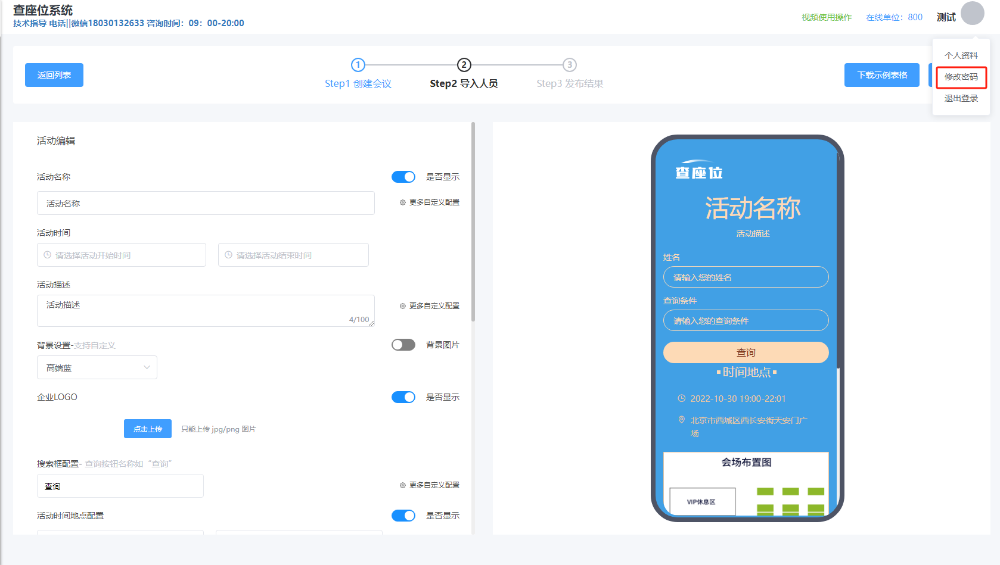 查座位系统
技术指导 电话||微信18030132633 咨询时间：09：00-20:00
视频使用操作
在线单位：800
测试
个人资料
修改密码
退出登录
返回列表
1
2
3
Step1 创建会议
Step2 导入人员
Step3 发布结果
下载示例表格
活动编辑
活动名称
是否显示
活动名称
更多自定义配置
活动时间
请选择活动开始时间
请选择活动结束时间
活动描述
活动描述
4/100
更多自定义配置
背景设置-支持自定义
背景图片
高端蓝
企业LOGO
是否显示
点击上传
只能上传 jpg/png 图片
搜索框配置- 查询按钮名称如“查询”
查询
更多自定义配置
活动时间地点配置
是否显示
查座位
活动名称
活动描述
姓名
请输入您的姓名
查询条件
请输入您的查询条件
查询
时间地点
2022-10-30 19:00-22:01
北京市西城区西长安街天安门广
场
会场布置图
VIP休息区